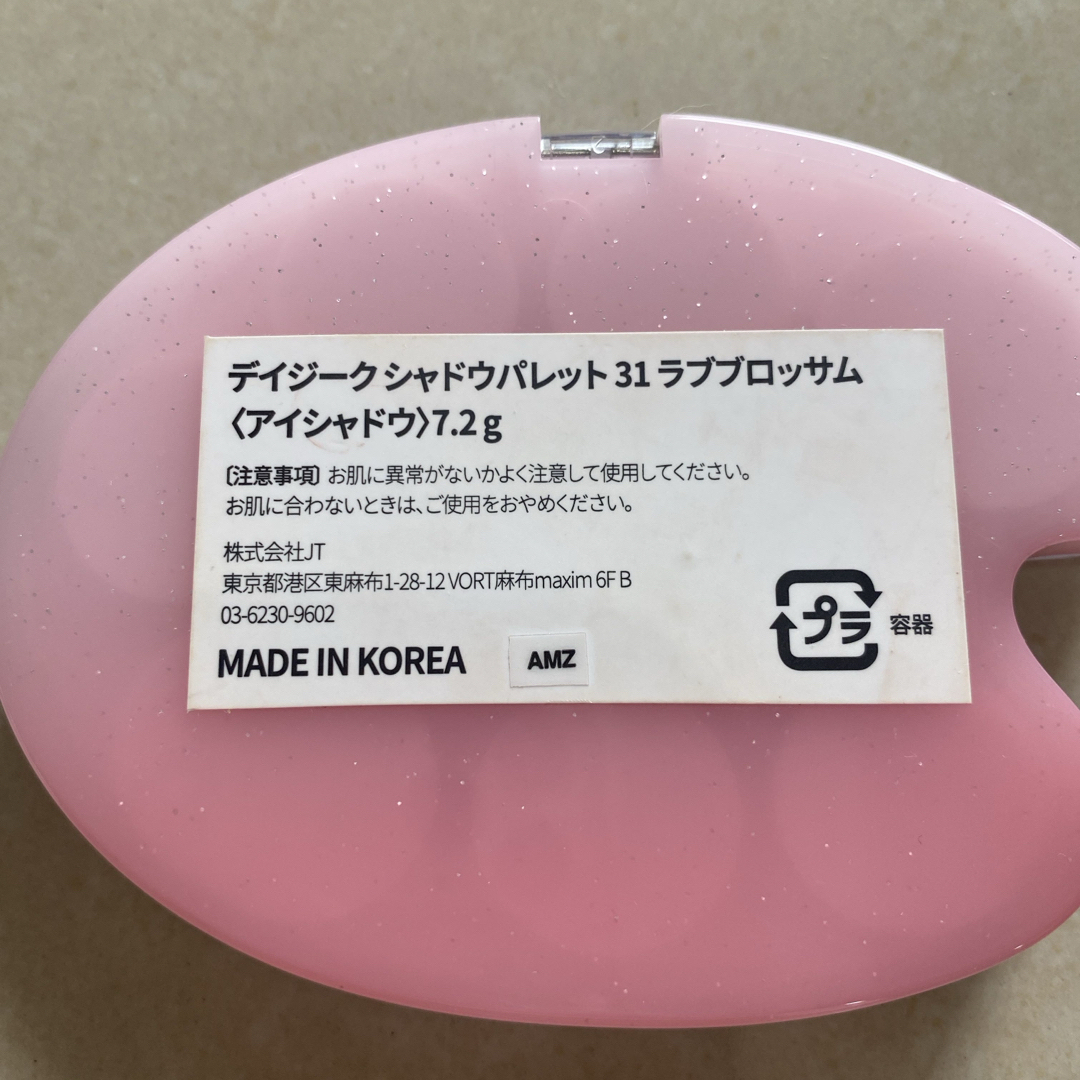 デイジーク シャドウパレット 31 ラブブロッサム
〈アイシャドウ〉7.2 g
〔注意事項〕お肌に異常がないかよく注意して使用してください。
お肌に合わないときは、ご使用をおやめください。
株式会社JT
東京都港区東麻布1-28-12 VORT麻布maxim 6F B
03-6230-9602
MADE IN KOREA
AMZ
プラ
容器